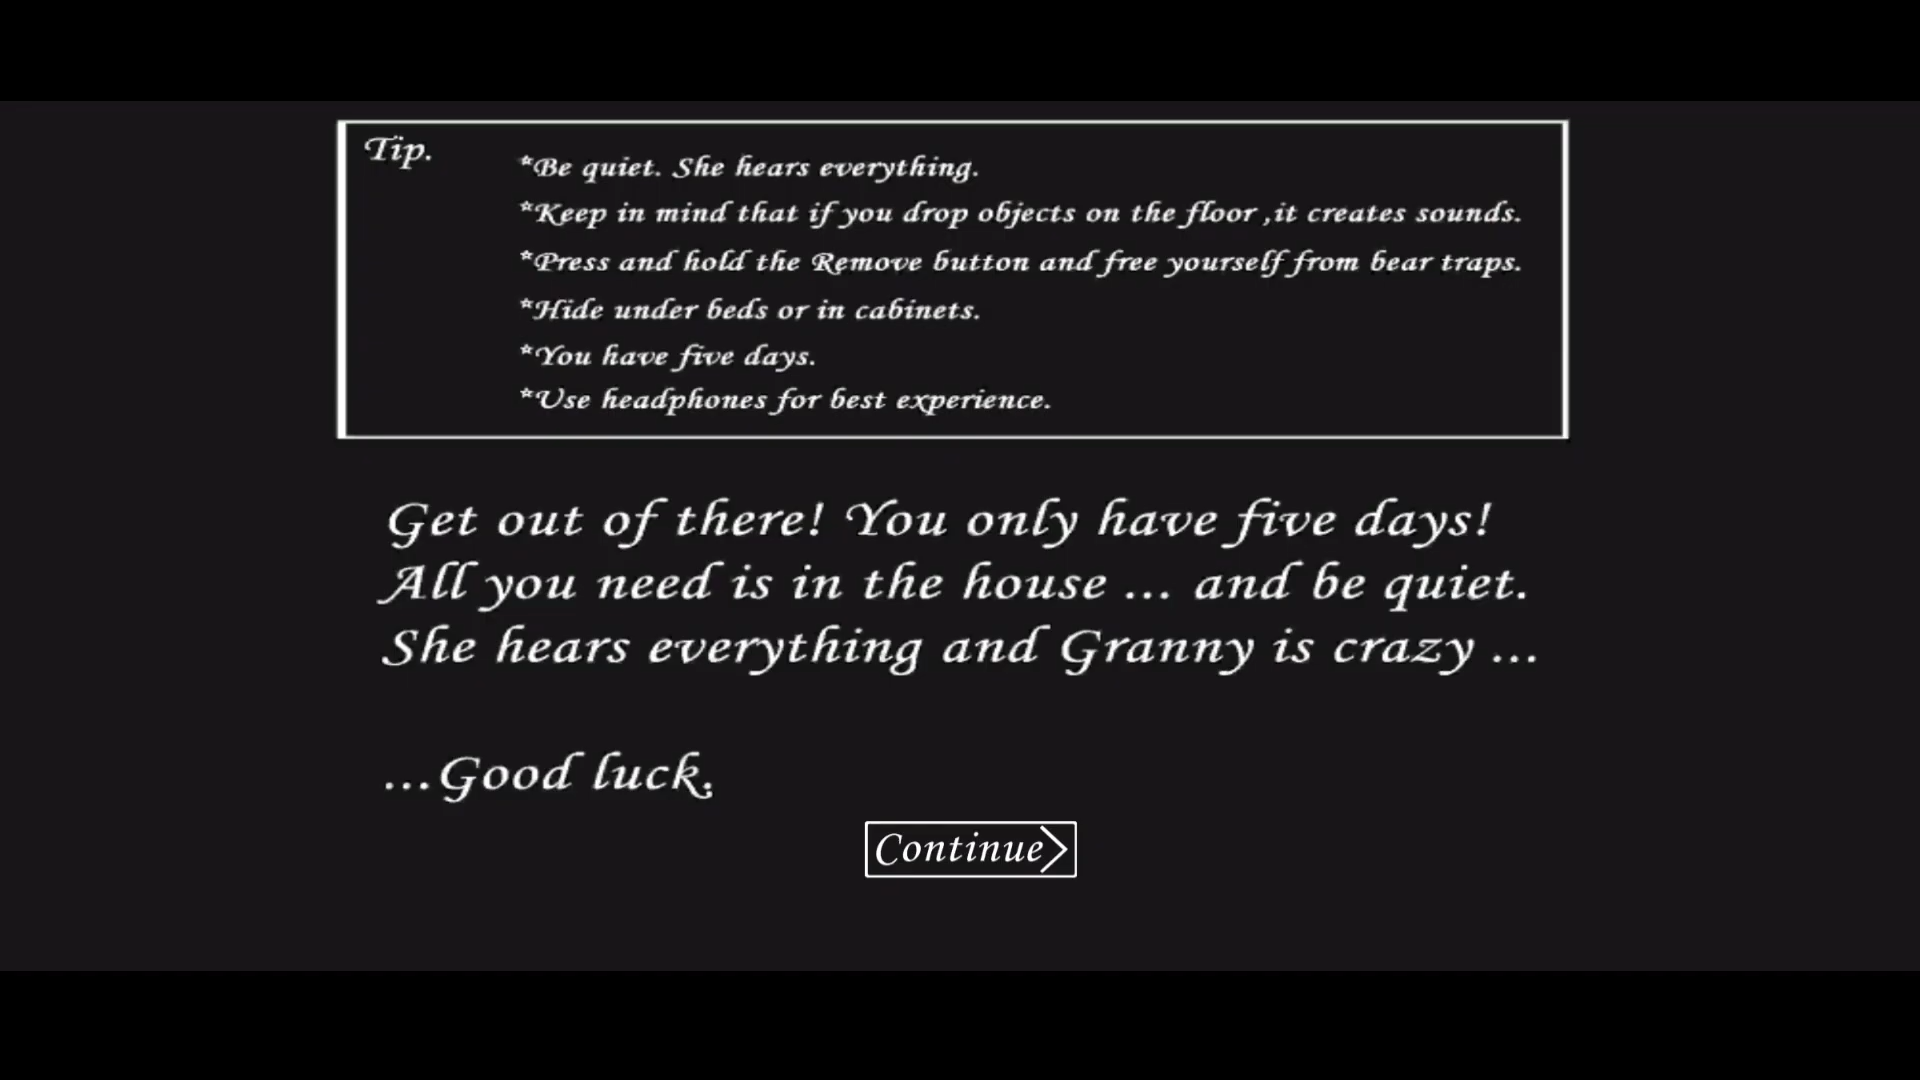 Tip.
*Be quiet. She hears everything.
*Keep in mind that if you drop objects on the floor ,it creates sounds.
*Press and hold the Remove button and free yourself from bear traps.
*Hide under beds or in cabinets.
*You have five days.
*Use headphones for best experience.
Get out of there! You only have five days!
All you need is in the house ... and be quiet.
She hears everything and Granny is crazy ...
...Good luck.
Continue>